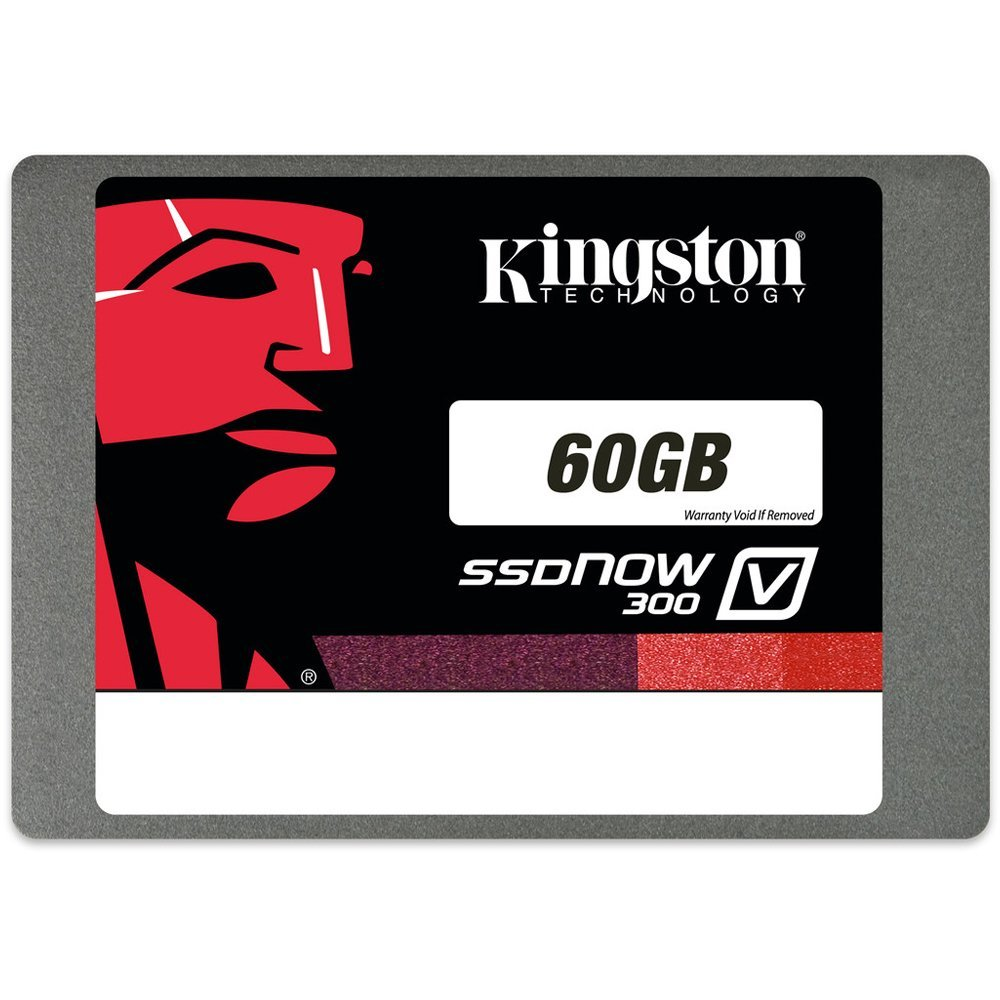 Kingston®
TECHNOLOGY
60GB
Warranty Void If Removed
SSDNOW V
300
®